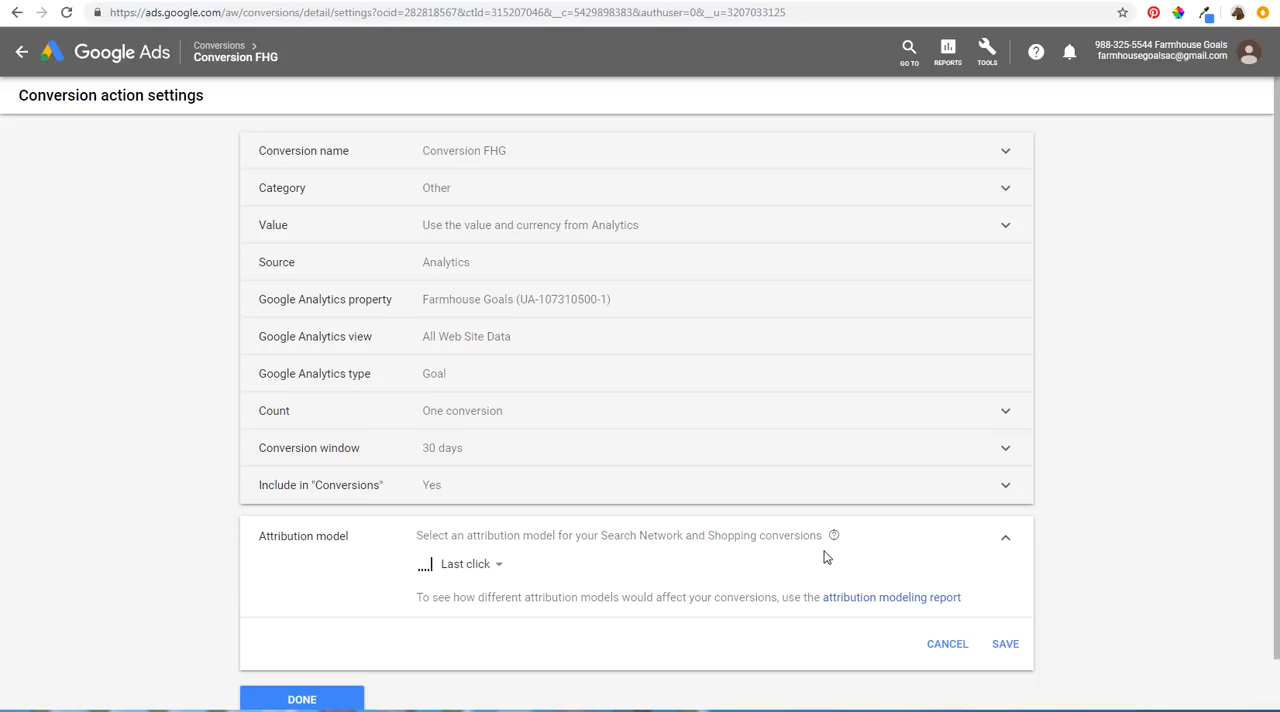 https://ads.google.com/aw/conversions/detail/settings?ocid=282818567&ctId=315207046&__c=5429898383&authuser=0&__u=3207033125
Google Ads
Conversions >
Conversion FHG
GO TO
REPORTS
TOOLS
988-325-5544 Farmhouse Goals
farmhousegoalsac@gmail.com
Conversion action settings
Conversion name Conversion FHG
Category Other
Value Use the value and currency from Analytics
Source Analytics
Google Analytics property Farmhouse Goals (UA-107310500-1)
Google Analytics view All Web Site Data
Google Analytics type Goal
Count One conversion
Conversion window 30 days
Include in "Conversions" Yes
Attribution model Select an attribution model for your Search Network and Shopping conversions
Last click
To see how different attribution models would affect your conversions, use the attribution modeling report
CANCEL SAVE
DONE